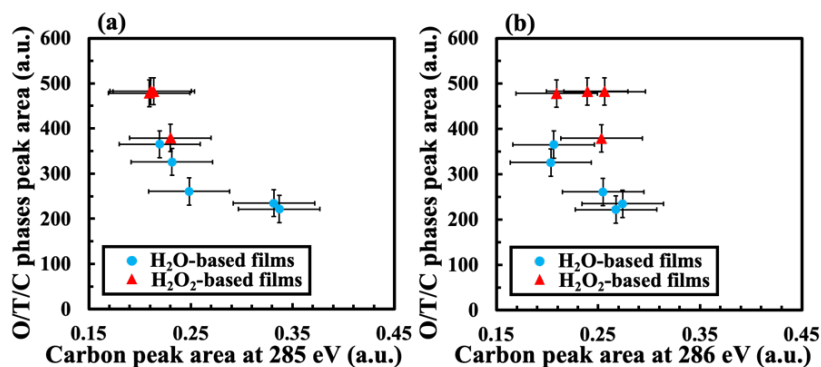 (a)
O/T/C phases peak area (a.u.)
600
500
400
300
200
100
0
H₂O-based films
H₂O₂-based films
0.15 0.25 0.35 0.45
Carbon peak area at 285 eV (a.u.)
(b)
O/T/C phases peak area (a.u.)
600
500
400
300
200
100
0
H₂O-based films
H₂O₂-based films
0.15 0.25 0.35 0.45
Carbon peak area at 286 eV (a.u.)